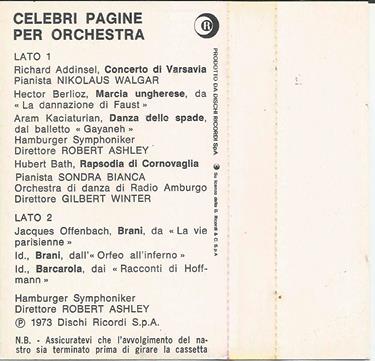 CELEBRI PAGINE
PER ORCHESTRA
LATO 1
Richard Addinsel, Concerto di Varsavia
Pianista NIKOLAUS WALGAR
Hector Berlioz, Marcia ungherese, da
« La dannazione di Faust »
Aram Kaciaturian, Danza delle spade,
dal balletto « Gayaneh »
Hamburger Symphoniker
Direttore ROBERT ASHLEY
Hubert Bath, Rapsodia di Cornovaglia
Pianista SONDRA BIANCA
Orchestra di danza di Radio Amburgo
Direttore GILBERT WINTER
LATO 2
Jacques Offenbach, Brani, da « La vie
parisienne »
Id., Brani, dall'« Orfeo all'inferno »
Id., Barcarola, dai « Racconti di Hoff-
mann »
Hamburger Symphoniker
Direttore ROBERT ASHLEY
Ⓟ 1973 Dischi Ricordi S.p.A.
N.B. - Assicuratevi che l'avvolgimento del na-
stro sia terminato prima di girare la cassetta
R
PRODOTTO DA DISCHI RICORDI SpA
Su licenza della G. Ricordi & C. S.p.A